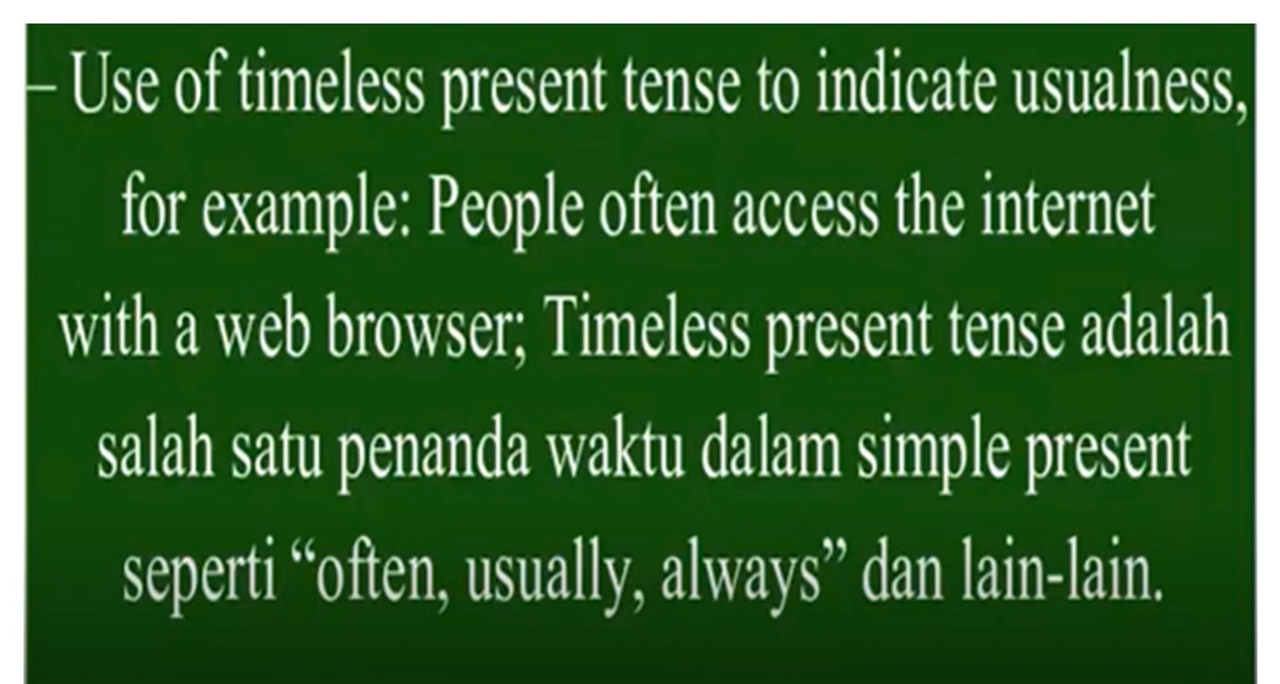 – Use of timeless present tense to indicate usualness,
for example: People often access the internet
with a web browser; Timeless present tense adalah
salah satu penanda waktu dalam simple present
seperti “often, usually, always” dan lain-lain.